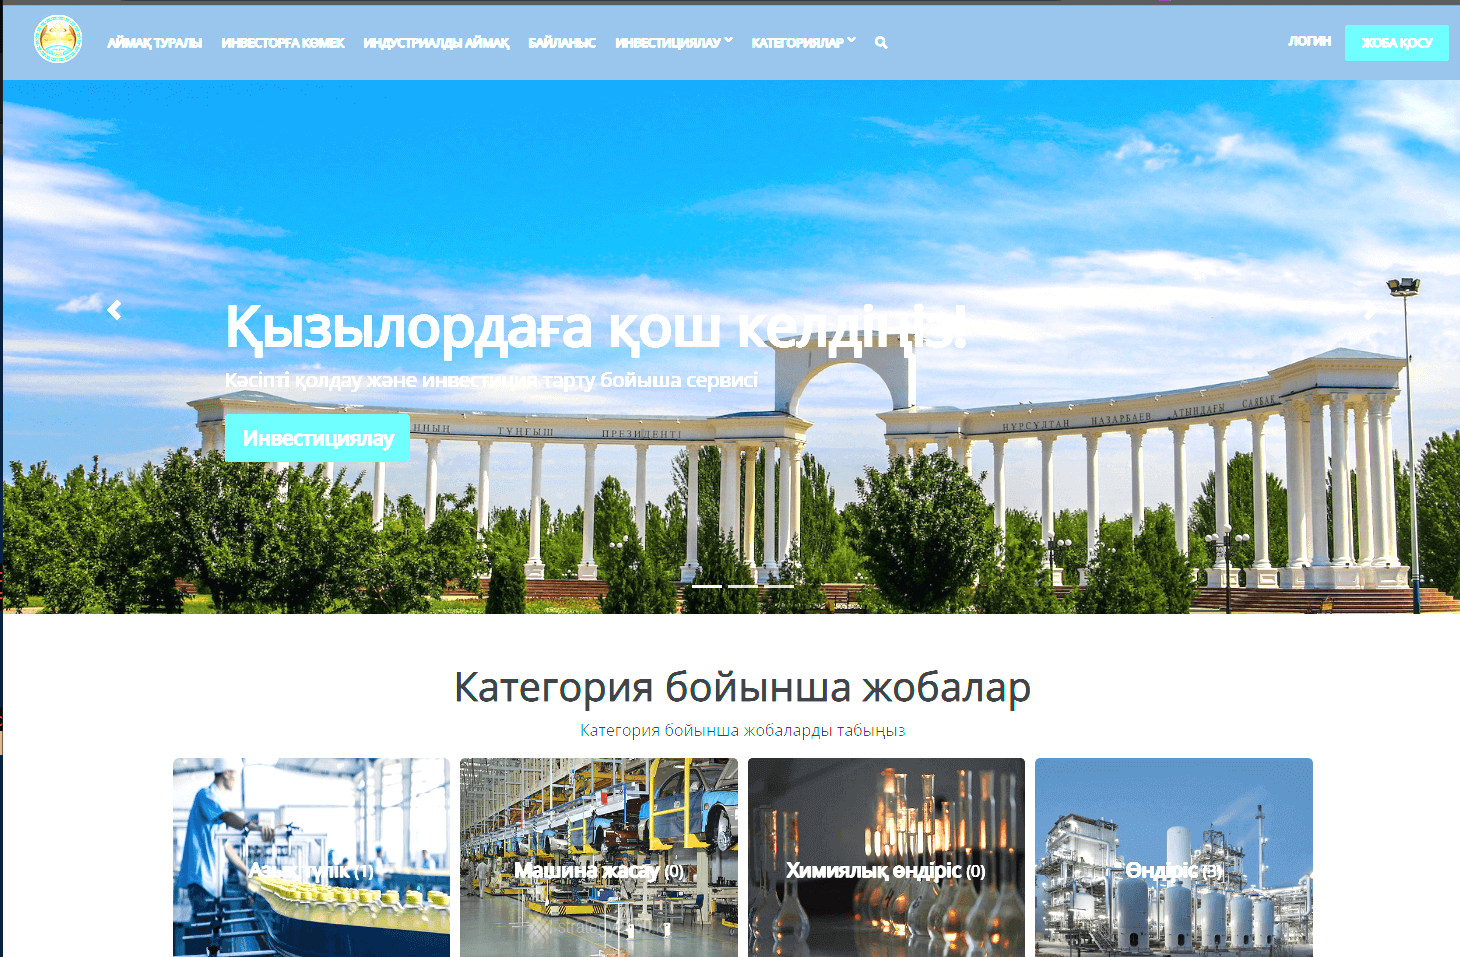 АЙМАҚ ТУРАЛЫ ИНВЕСТОРҒА КӨМЕК ИНДУСТРИАЛДЫ АЙМАҚ БАЙЛАНЫС ИНВЕСТИЦИЯЛАУ КАТЕГОРИЯЛАР ЛОГИН ЖОБА ҚОСУ
Қызылордаға қош келдіңіз!
Кәсіпті қолдау және инвестиция тарту бойыша сервисі
Инвестициялау
ТҰҢҒЫШ ПРЕЗИДЕНТІ
НҰРСҰЛТАН НАЗАРБАЕВ АТЫНДАҒЫ САЯБАҚ
Категория бойынша жобалар
Категория бойынша жобаларды табыңыз
Азық түлік (1) Машина жасау (0) Химиялық өндіріс (0) Өндіріс (3)